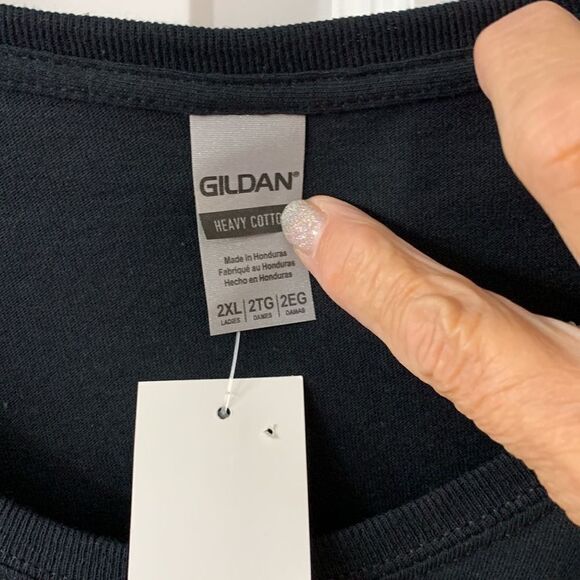 GILDAN®
HEAVY COTTO
Made in Honduras
Fabriqué au Honduras
Hecho en Honduras
2XL | 2TG | 2EG
LADIES DAMES DAMAS